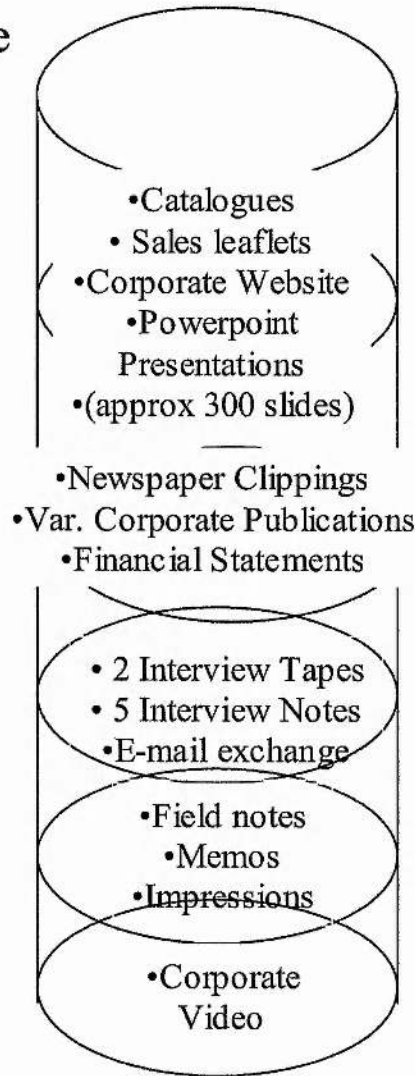 e
•Catalogues
• Sales leaflets
•Corporate Website
•Powerpoint
Presentations
•(approx 300 slides)
•Newspaper Clippings
•Var. Corporate Publications
•Financial Statements
• 2 Interview Tapes
• 5 Interview Notes
•E-mail exchange
•Field notes
•Memos
•Impressions
•Corporate
Video